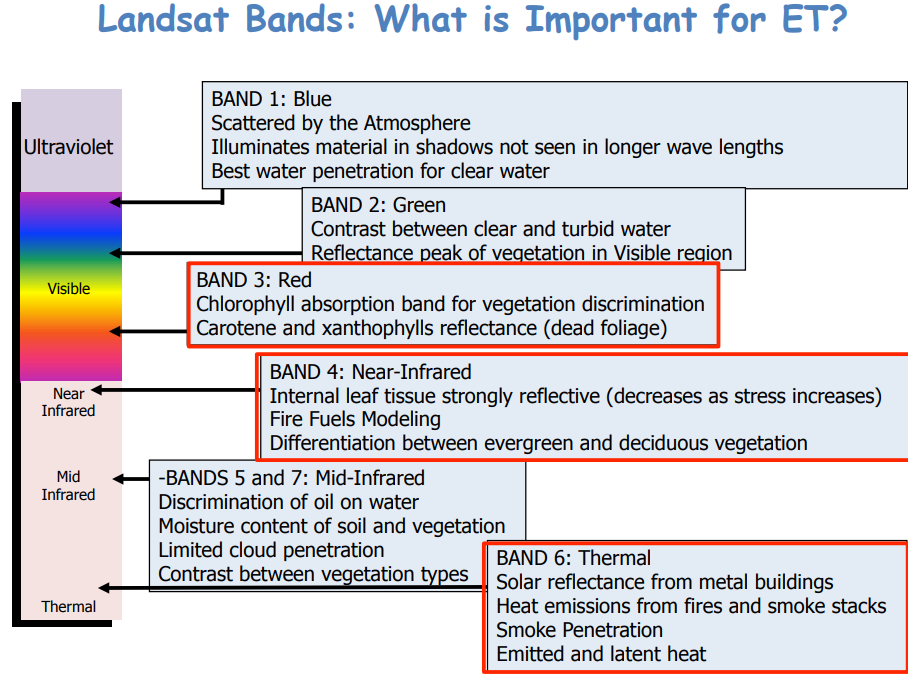 Landsat Bands: What is Important for ET?
Ultraviolet
Visible
Near
Infrared
Mid
Infrared
Thermal
BAND 1: Blue
Scattered by the Atmosphere
Illuminates material in shadows not seen in longer wave lengths
Best water penetration for clear water
BAND 2: Green
Contrast between clear and turbid water
Reflectance peak of vegetation in Visible region
BAND 3: Red
Chlorophyll absorption band for vegetation discrimination
Carotene and xanthophylls reflectance (dead foliage)
BAND 4: Near-Infrared
Internal leaf tissue strongly reflective (decreases as stress increases)
Fire Fuels Modeling
Differentiation between evergreen and deciduous vegetation
-BANDS 5 and 7: Mid-Infrared
Discrimination of oil on water
Moisture content of soil and vegetation
Limited cloud penetration
Contrast between vegetation types
BAND 6: Thermal
Solar reflectance from metal buildings
Heat emissions from fires and smoke stacks
Smoke Penetration
Emitted and latent heat